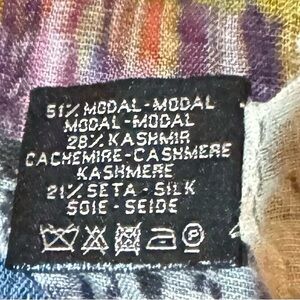 51% MODAL-MODAL
MODAL-MODAL
28% KASHMIR
CACHEMIRE-CASHMERE
KASHMERE
21% SETA - SILK
SOIE - SEIDE